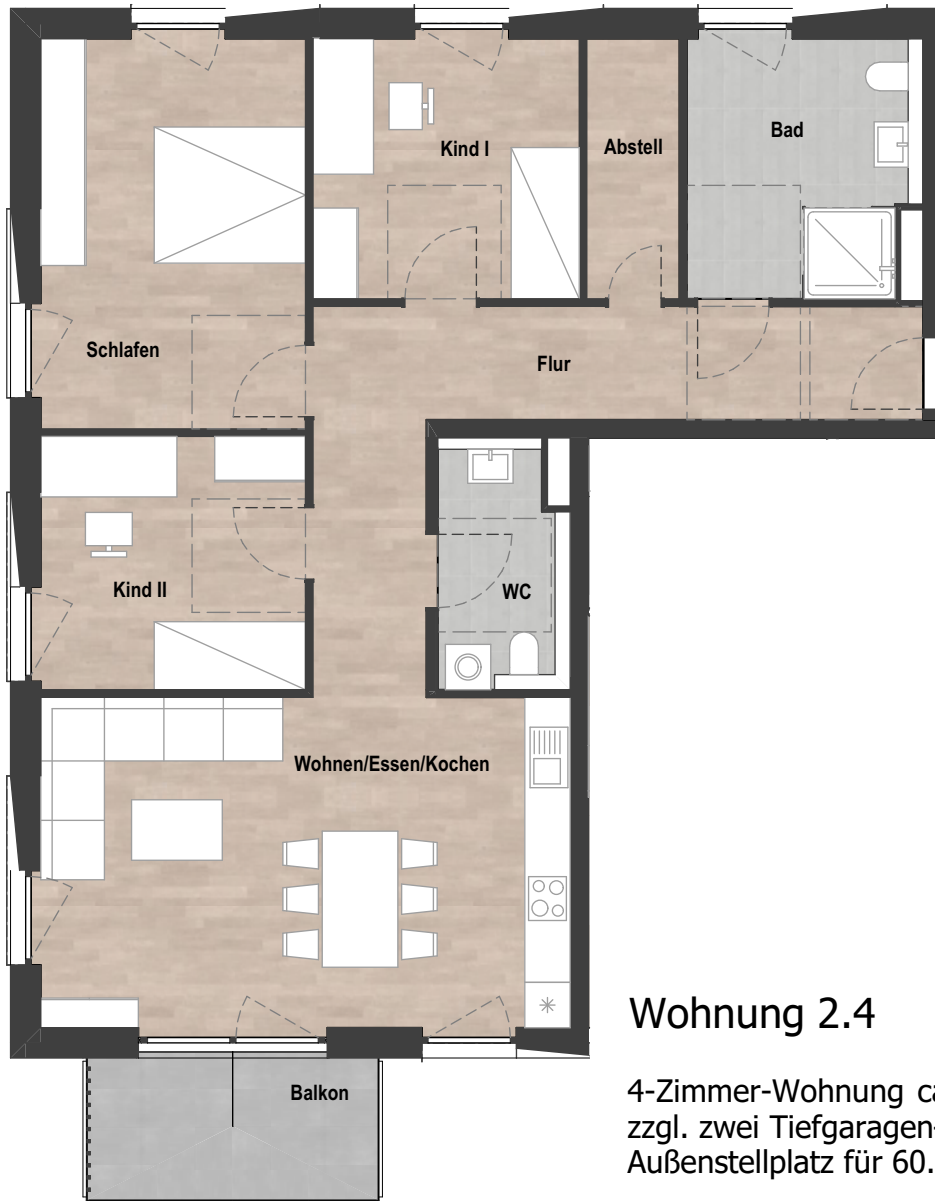 Kind I
Abstell
Bad
Schlafen
Flur
Kind II
WC
Wohnen/Essen/Kochen
Balkon
Wohnung 2.4
4-Zimmer-Wohnung
zzgl. zwei Tiefgaragen-
Außenstellplatz für 60.